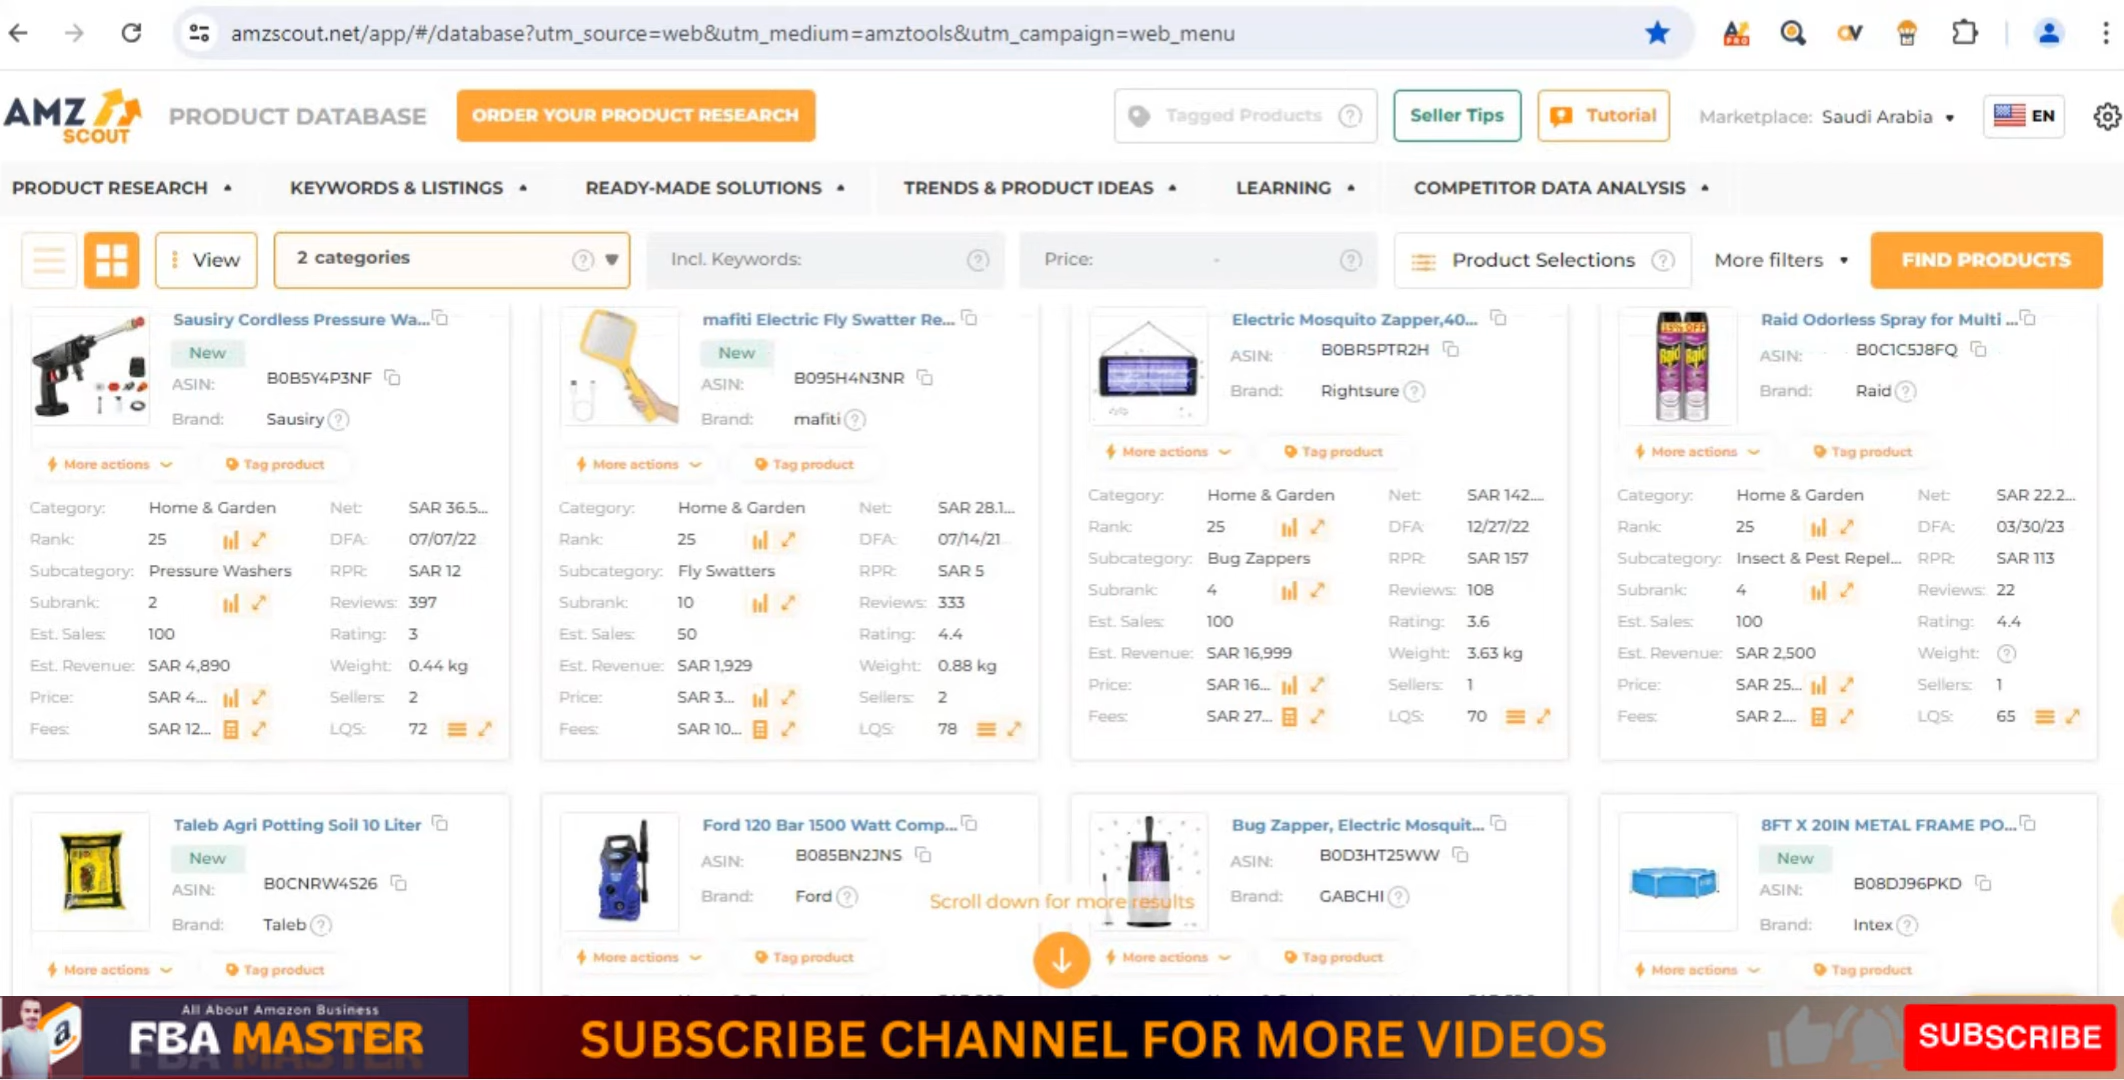 amzscout.net/app/#/database?utm_source=web&utm_medium=amztools&utm_campaign=web_menu
AMZ SCOUT
PRODUCT DATABASE
ORDER YOUR PRODUCT RESEARCH
Tagged Products
Seller Tips
Tutorial
Marketplace: Saudi Arabia
EN
PRODUCT RESEARCH
KEYWORDS & LISTINGS
READY-MADE SOLUTIONS
TRENDS & PRODUCT IDEAS
LEARNING
COMPETITOR DATA ANALYSIS
View
2 categories
Incl. Keywords:
Price: -
Product Selections
More filters
FIND PRODUCTS
Sausiry Cordless Pressure Wa...
New
ASIN: B0B5Y4P3NF
Brand: Sausiry
More actions
Tag product
Category: Home & Garden Net: SAR 36.5...
Rank: 25 DFA: 07/07/22
Subcategory: Pressure Washers RPR: SAR 12
Subrank: 2 Reviews: 397
Est. Sales: 100 Rating: 3
Est. Revenue: SAR 4,890 Weight: 0.44 kg
Price: SAR 4... Sellers: 2
Fees: SAR 12... LQS: 72
mafiti Electric Fly Swatter Re...
New
ASIN: B095H4N3NR
Brand: mafiti
More actions
Tag product
Category: Home & Garden Net: SAR 28.1...
Rank: 25 DFA: 07/14/21
Subcategory: Fly Swatters RPR: SAR 5
Subrank: 10 Reviews: 333
Est. Sales: 50 Rating: 4.4
Est. Revenue: SAR 1,929 Weight: 0.88 kg
Price: SAR 3... Sellers: 2
Fees: SAR 10... LQS: 78
Electric Mosquito Zapper,40...
ASIN: B0BR5PTR2H
Brand: Rightsure
More actions
Tag product
Category: Home & Garden Net: SAR 142....
Rank: 25 DFA: 12/27/22
Subcategory: Bug Zappers RPR: SAR 157
Subrank: 4 Reviews: 108
Est. Sales: 100 Rating: 3.6
Est. Revenue: SAR 16,999 Weight: 3.63 kg
Price: SAR 16... Sellers: 1
Fees: SAR 27... LQS: 70
Raid Odorless Spray for Multi ...
ASIN: B0C1C5J8FQ
Brand: Raid
More actions
Tag product
Category: Home & Garden Net: SAR 22.2...
Rank: 25 DFA: 03/30/23
Subcategory: Insect & Pest Repel... RPR: SAR 113
Subrank: 4 Reviews: 22
Est. Sales: 100 Rating: 4.4
Est. Revenue: SAR 2,500 Weight:
Price: SAR 25... Sellers: 1
Fees: SAR 2.... LQS: 65
Taleb Agri Potting Soil 10 Liter
New
ASIN: B0CNRW4S26
Brand: Taleb
More actions
Tag product
Ford 120 Bar 1500 Watt Comp...
ASIN: B085BN2JNS
Brand: Ford
More actions
Tag product
Scroll down for more results
Bug Zapper, Electric Mosquit...
ASIN: B0D3HT25WW
Brand: GABCHI
More actions
Tag product
8FT X 20IN METAL FRAME PO...
New
ASIN: B08DJ96PKD
Brand: Intex
More actions
Tag product
All About Amazon Business
FBA MASTER
SUBSCRIBE CHANNEL FOR MORE VIDEOS
SUBSCRIBE